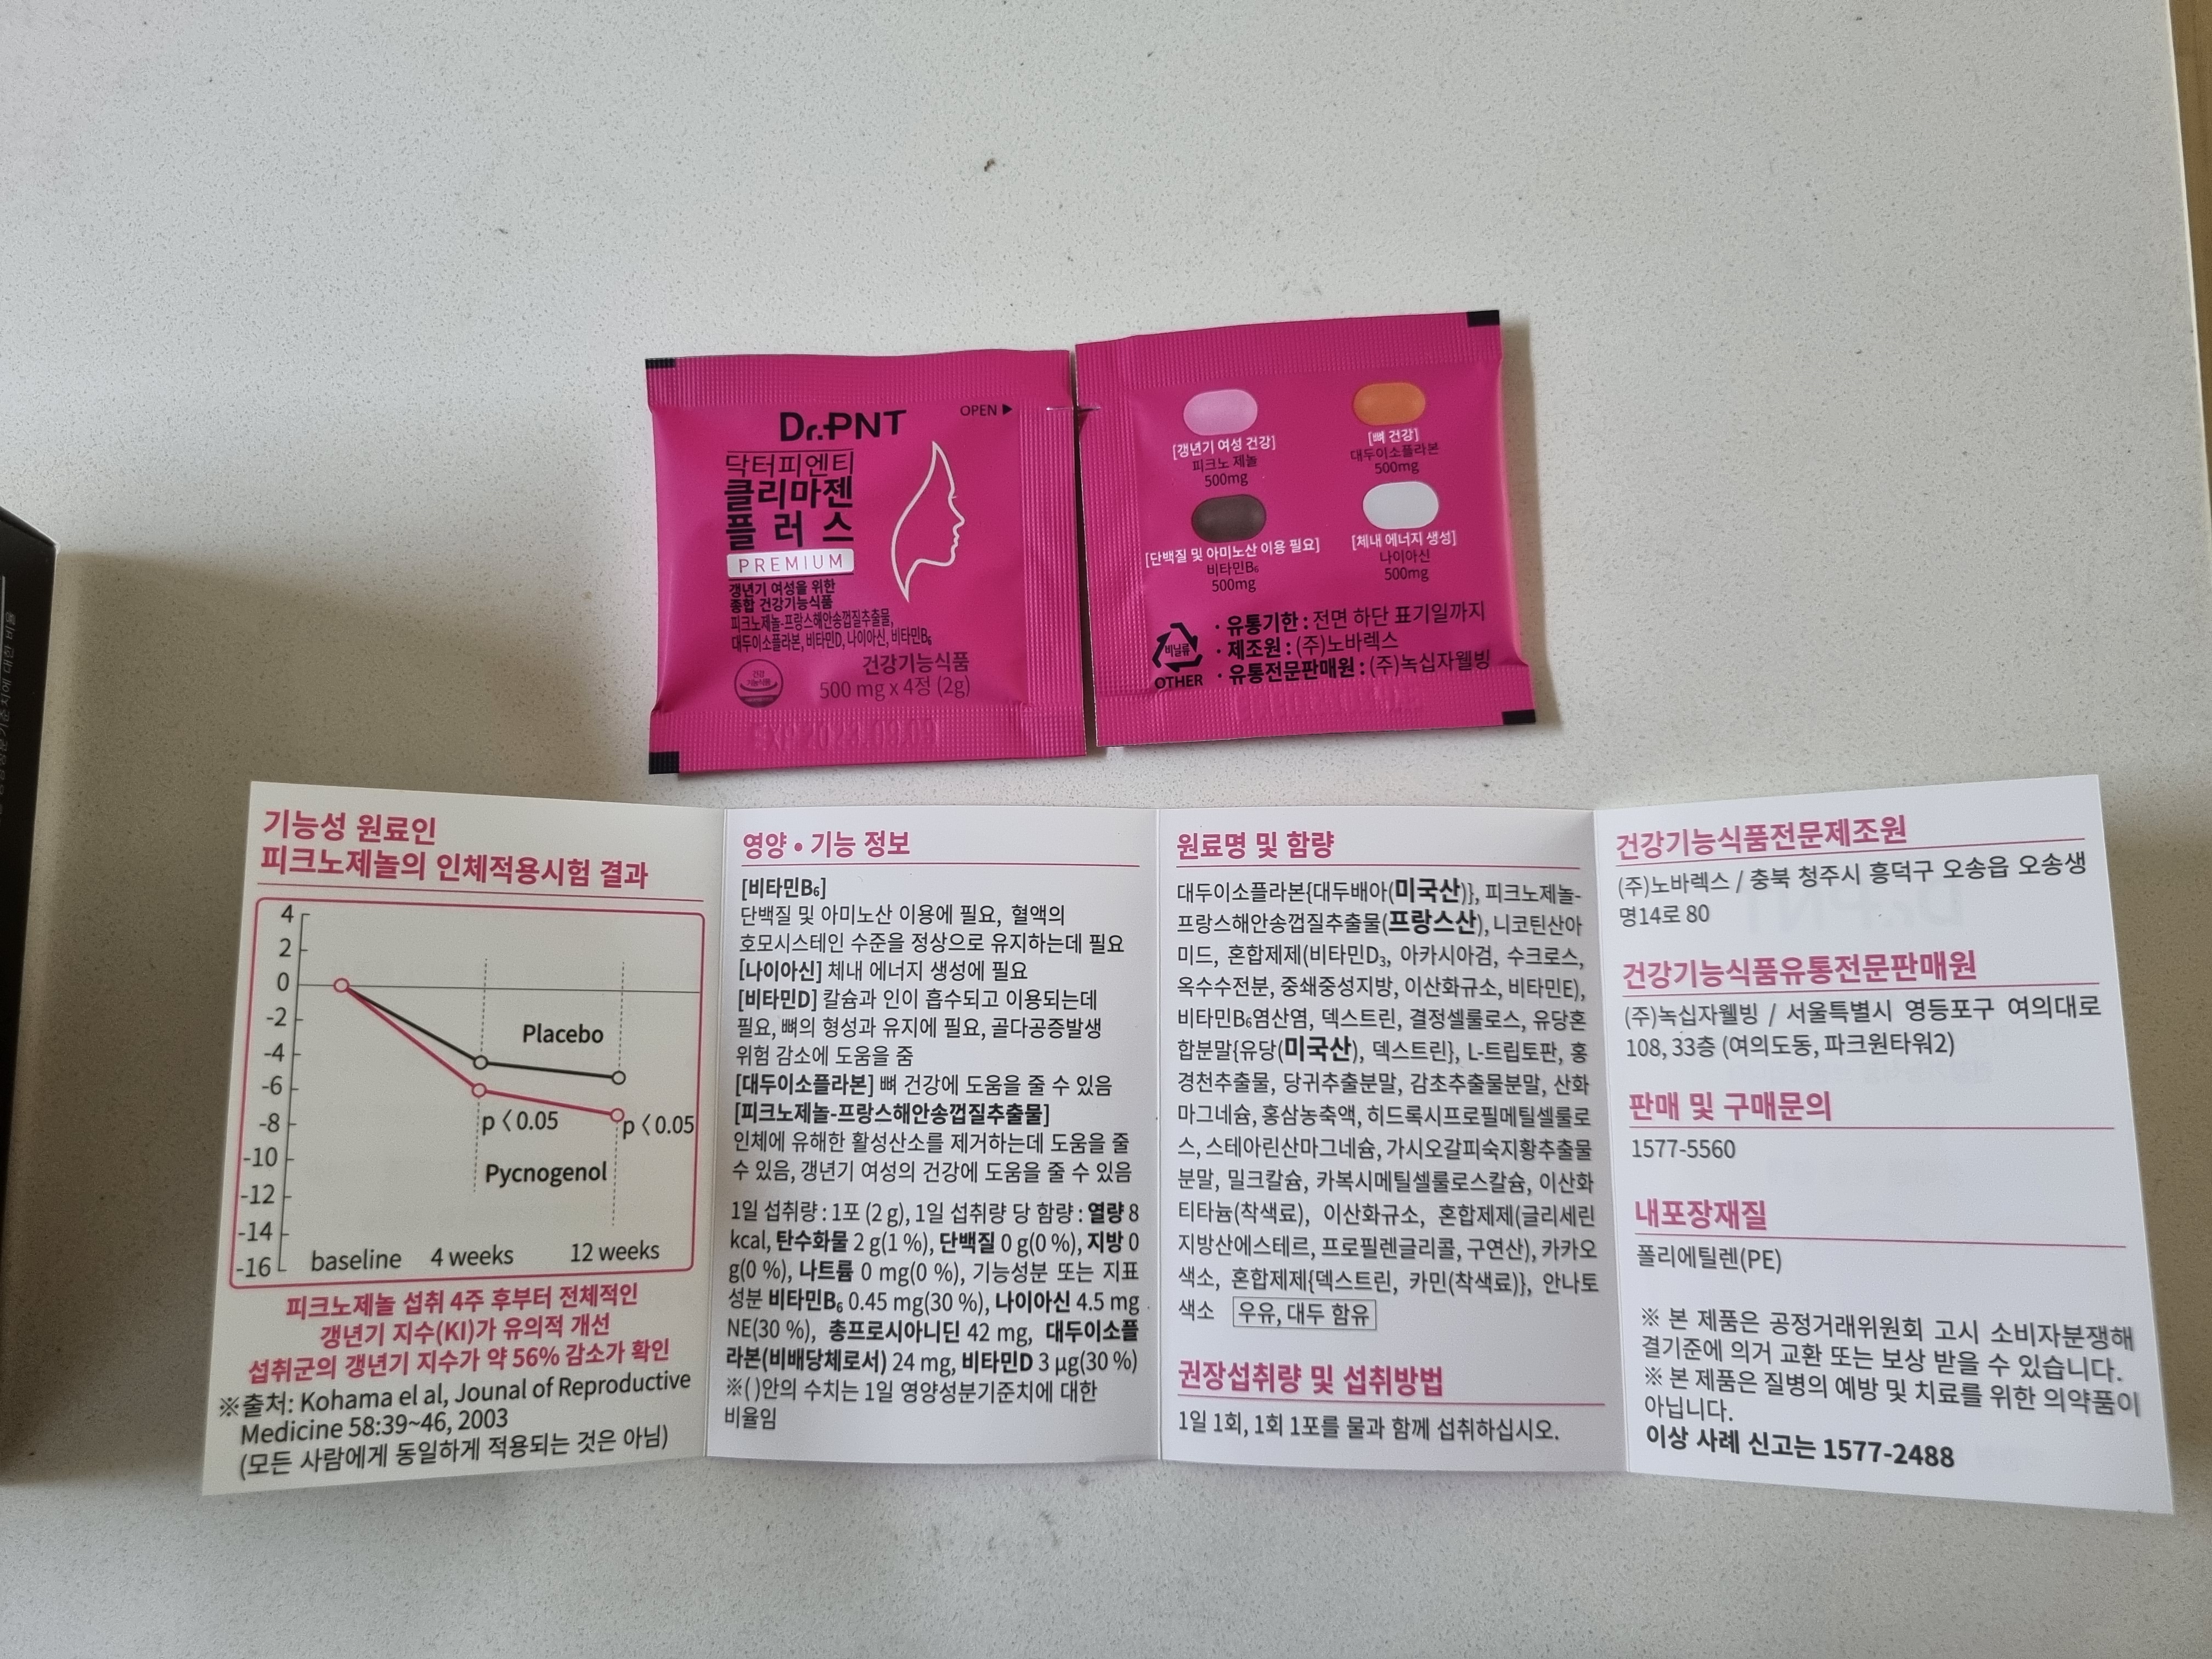 Dr.PNT
OPEN ▶
닥터피엔티
클리마젠
플러스
PREMIUM
갱년기 여성을 위한
종합 건강기능식품
피크노제놀-프랑스해안송껍질추출물,
대두이소플라본, 비타민D, 나이아신, 비타민B₆
건강
기능식품
건강기능식품
500 mg x 4정 (2g)
EXP 2023.09.09
[갱년기 여성 건강]
피크노 제놀
500mg
[뼈 건강]
대두이소플라본
500mg
[단백질 및 아미노산 이용 필요]
비타민B₆
500mg
[체내 에너지 생성]
나이아신
500mg
비닐류
OTHER
· 유통기한 : 전면 하단 표기일까지
· 제조원 : (주)노바렉스
· 유통전문판매원 : (주)녹십자웰빙
기능성 원료인
피크노제놀의 인체적용시험 결과
4
2
0
-2
-4
-6
-8
-10
-12
-14
-16
Placebo
p < 0.05
p < 0.05
Pycnogenol
baseline 4 weeks 12 weeks
피크노제놀 섭취 4주 후부터 전체적인
갱년기 지수(KI)가 유의적 개선
섭취군의 갱년기 지수가 약 56% 감소가 확인
※출처: Kohama el al, Jounal of Reproductive
Medicine 58:39~46, 2003
(모든 사람에게 동일하게 적용되는 것은 아님)
영양 • 기능 정보
[비타민B₆]
단백질 및 아미노산 이용에 필요, 혈액의
호모시스테인 수준을 정상으로 유지하는데 필요
[나이아신] 체내 에너지 생성에 필요
[비타민D] 칼슘과 인이 흡수되고 이용되는데
필요, 뼈의 형성과 유지에 필요, 골다공증발생
위험 감소에 도움을 줌
[대두이소플라본] 뼈 건강에 도움을 줄 수 있음
[피크노제놀-프랑스해안송껍질추출물]
인체에 유해한 활성산소를 제거하는데 도움을 줄
수 있음, 갱년기 여성의 건강에 도움을 줄 수 있음
1일 섭취량 : 1포 (2 g), 1일 섭취량 당 함량 : 열량 8
kcal, 탄수화물 2 g(1 %), 단백질 0 g(0 %), 지방 0
g(0 %), 나트륨 0 mg(0 %), 기능성분 또는 지표
성분 비타민B₆ 0.45 mg(30 %), 나이아신 4.5 mg
NE(30 %), 총프로시아니딘 42 mg, 대두이소플
라본(비배당체로서) 24 mg, 비타민D 3 μg(30 %)
※( )안의 수치는 1일 영양성분기준치에 대한
비율임
원료명 및 함량
대두이소플라본{대두배아(미국산)}, 피크노제놀-
프랑스해안송껍질추출물(프랑스산), 니코틴산아
미드, 혼합제제(비타민D₃, 아카시아검, 수크로스,
옥수수전분, 중쇄중성지방, 이산화규소, 비타민E),
비타민B₆염산염, 덱스트린, 결정셀룰로스, 유당혼
합분말{유당(미국산), 덱스트린}, L-트립토판, 홍
경천추출물, 당귀추출분말, 감초추출물분말, 산화
마그네슘, 홍삼농축액, 히드록시프로필메틸셀룰로
스, 스테아린산마그네슘, 가시오갈피숙지황추출물
분말, 밀크칼슘, 카복시메틸셀룰로스칼슘, 이산화
티타늄(착색료), 이산화규소, 혼합제제(글리세린
지방산에스테르, 프로필렌글리콜, 구연산), 카카오
색소, 혼합제제{덱스트린, 카민(착색료)}, 안나토
색소 우유, 대두 함유
권장섭취량 및 섭취방법
1일 1회, 1회 1포를 물과 함께 섭취하십시오.
건강기능식품전문제조원
(주)노바렉스 / 충북 청주시 흥덕구 오송읍 오송생
명14로 80
건강기능식품유통전문판매원
(주)녹십자웰빙 / 서울특별시 영등포구 여의대로
108, 33층 (여의도동, 파크원타워2)
판매 및 구매문의
1577-5560
내포장재질
폴리에틸렌(PE)
※ 본 제품은 공정거래위원회 고시 소비자분쟁해
결기준에 의거 교환 또는 보상 받을 수 있습니다.
※ 본 제품은 질병의 예방 및 치료를 위한 의약품이
아닙니다.
이상 사례 신고는 1577-2488